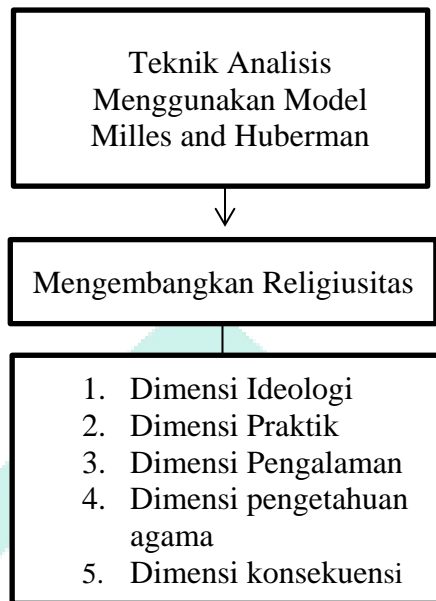 Teknik Analisis
Menggunakan Model
Milles and Huberman
Mengembangkan Religiusitas
1. Dimensi Ideologi
2. Dimensi Praktik
3. Dimensi Pengalaman
4. Dimensi pengetahuan
agama
5. Dimensi konsekuensi